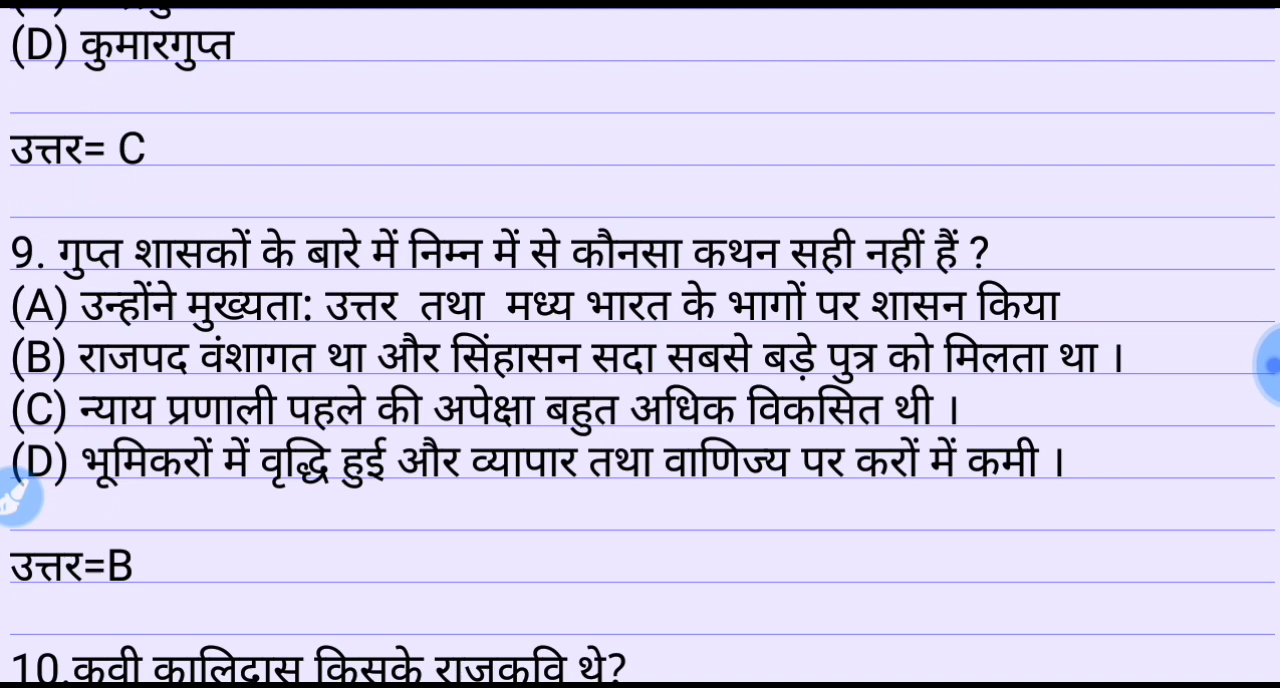 (D) कुमारगुप्त
उत्तर= C
9. गुप्त शासकों के बारे में निम्न में से कौनसा कथन सही नहीं हैं ?
(A) उन्होंने मुख्यता: उत्तर तथा मध्य भारत के भागों पर शासन किया
(B) राजपद वंशागत था और सिंहासन सदा सबसे बड़े पुत्र को मिलता था ।
(C) न्याय प्रणाली पहले की अपेक्षा बहुत अधिक विकसित थी ।
(D) भूमिकरों में वृद्धि हुई और व्यापार तथा वाणिज्य पर करों में कमी ।
उत्तर=B
10.कवी कालिदास किसके राजकवि थे?